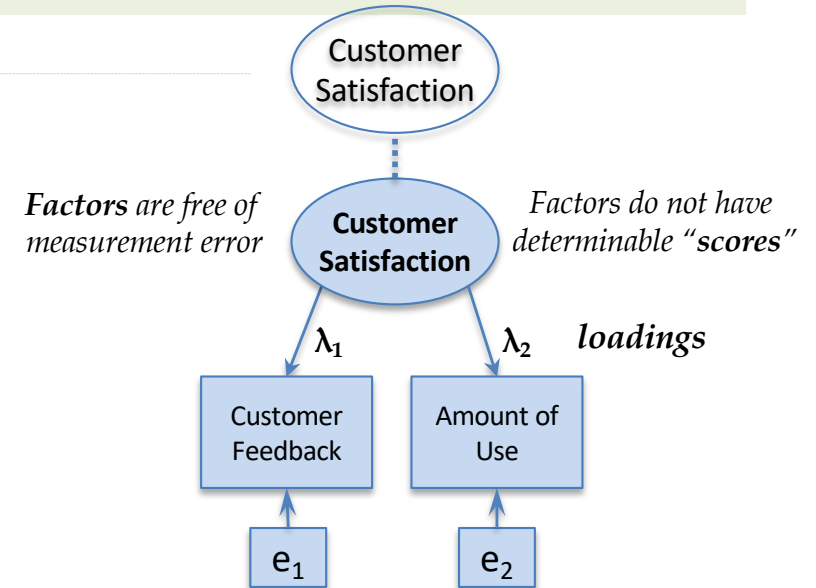 Customer
Satisfaction
Factors are free of
measurement error
Customer
Satisfaction
Factors do not have
determinable “scores”
λ1
λ2
loadings
Customer
Feedback
Amount of
Use
e1
e2